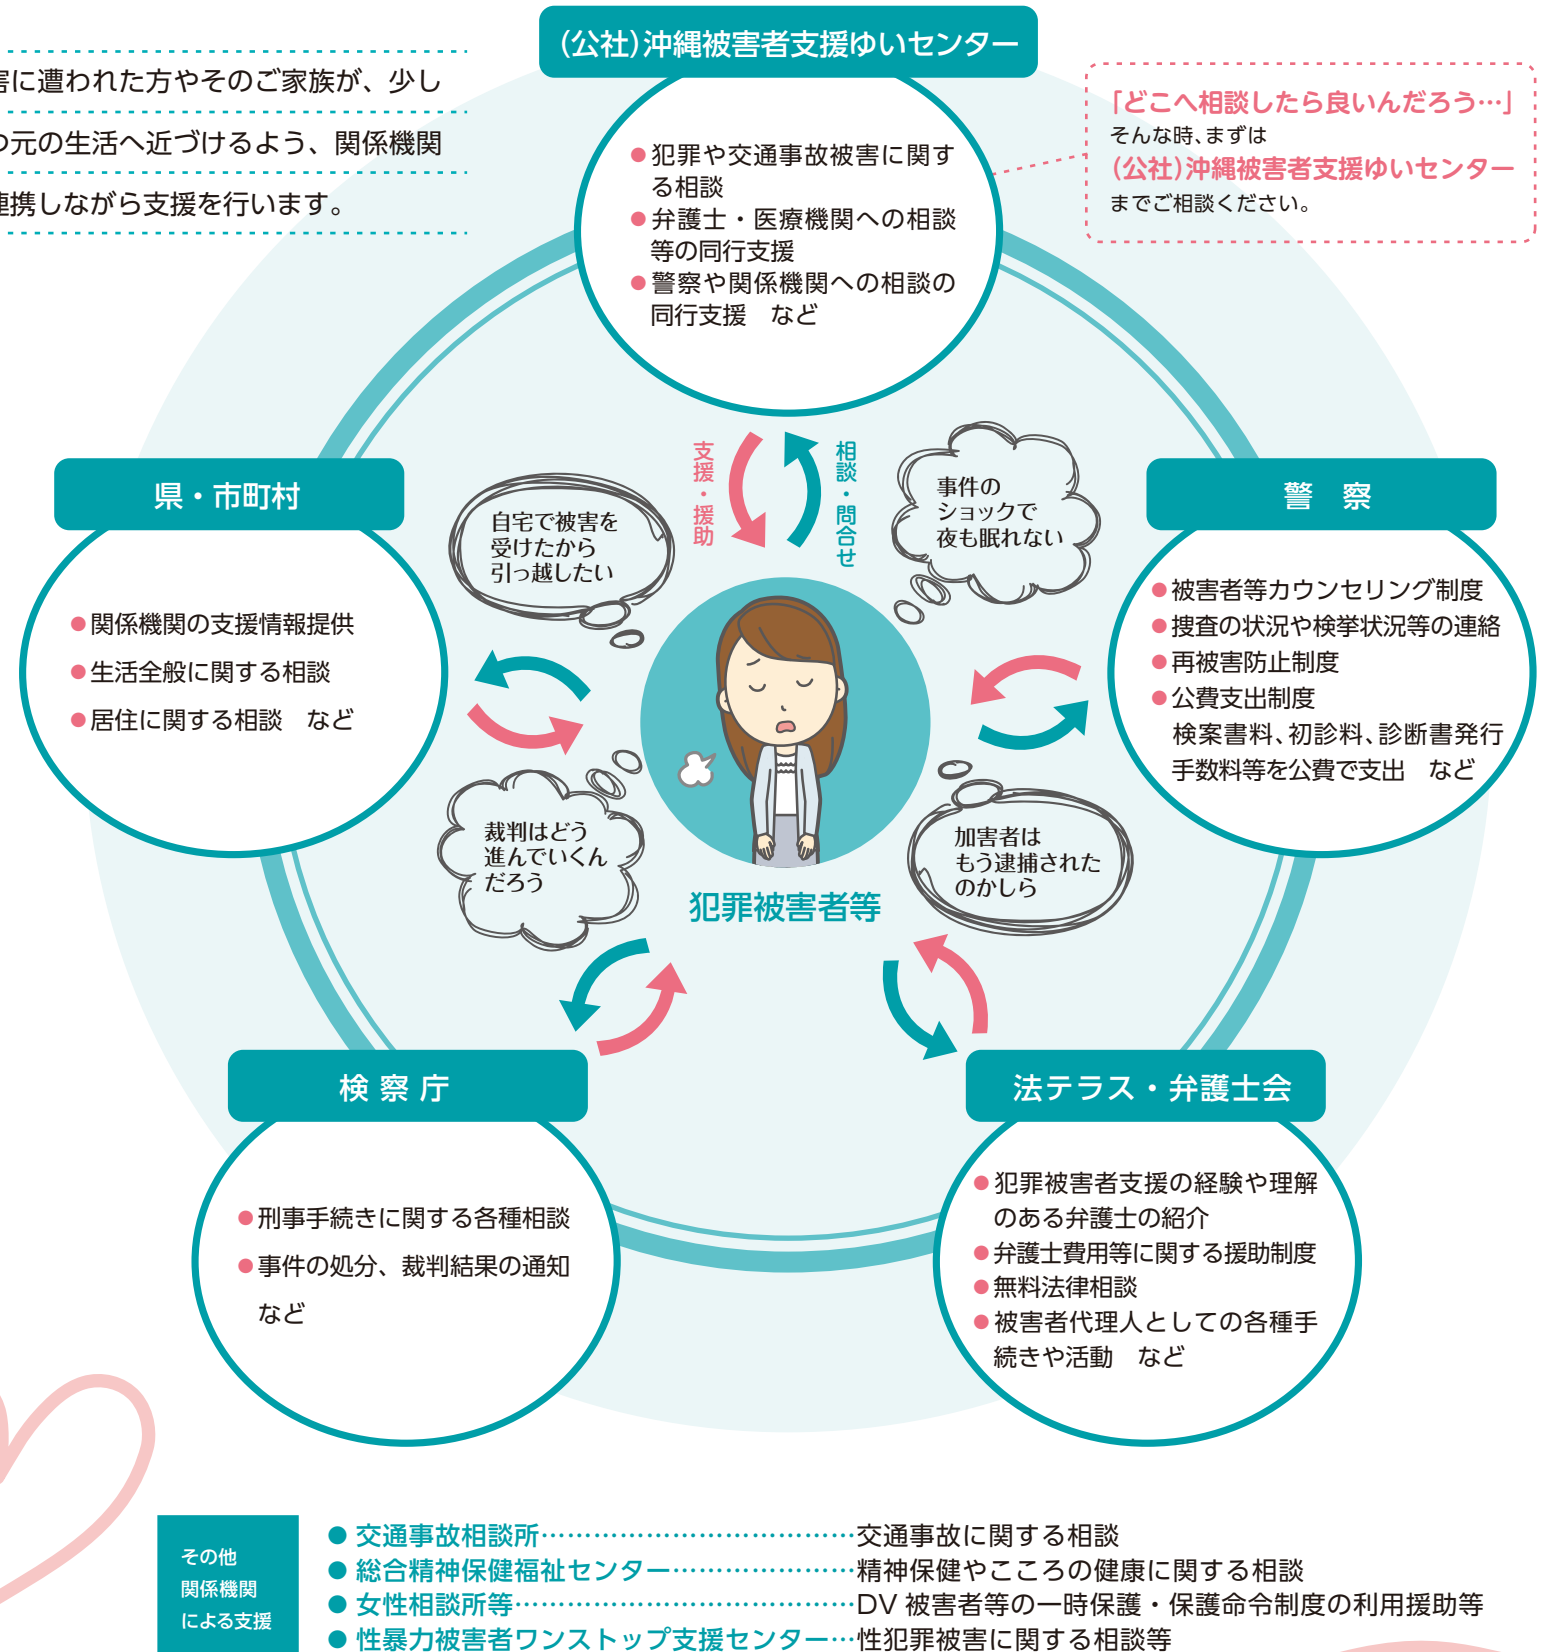 (公社)沖縄被害者支援ゆいセンター
害に遭われた方やそのご家族が、少し
つ元の生活へ近づけるよう、関係機関
連携しながら支援を行います。
「どこへ相談したら良いんだろう…」
そんな時、まずは
(公社)沖縄被害者支援ゆいセンター
までご相談ください。
●犯罪や交通事故被害に関す
る相談
●弁護士・医療機関への相談
等の同行支援
●警察や関係機関への相談の
同行支援　など
支援・援助
相談・問合せ
県・市町村
●関係機関の支援情報提供
●生活全般に関する相談
●居住に関する相談　など
自宅で被害を
受けたから
引っ越したい
事件の
ショックで
夜も眠れない
警　察
●被害者等カウンセリング制度
●捜査の状況や検挙状況等の連絡
●再被害防止制度
●公費支出制度
検案書料、初診料、診断書発行
手数料等を公費で支出　など
裁判はどう
進んでいくん
だろう
加害者は
もう逮捕された
のかしら
犯罪被害者等
検 察 庁
●刑事手続きに関する各種相談
●事件の処分、裁判結果の通知
など
法テラス・弁護士会
●犯罪被害者支援の経験や理解
のある弁護士の紹介
●弁護士費用等に関する援助制度
●無料法律相談
●被害者代理人としての各種手
続きや活動　など
その他
関係機関
による支援
●交通事故相談所………………………………交通事故に関する相談
●総合精神保健福祉センター…………………精神保健やこころの健康に関する相談
●女性相談所等…………………………………DV 被害者等の一時保護・保護命令制度の利用援助等
●性暴力被害者ワンストップ支援センター…性犯罪被害に関する相談等